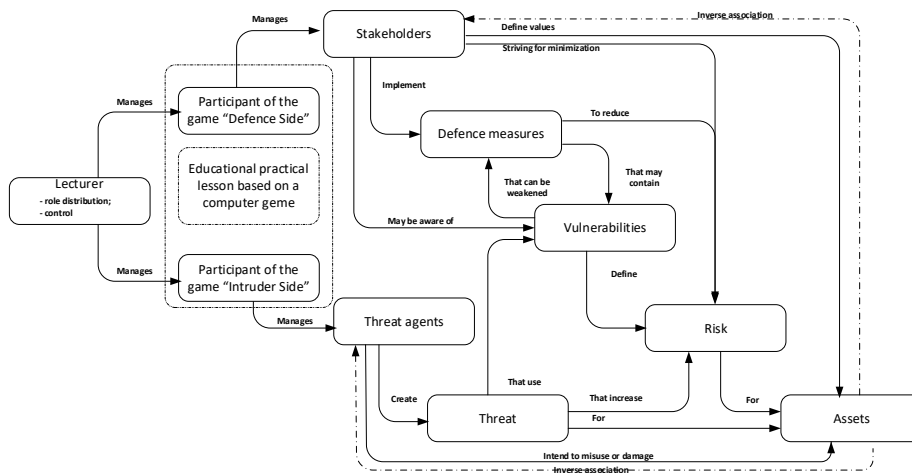 Inverse association
Manages
Stakeholders
Define values
Striving for minimization
Implement
Manages
Participant of the
game “Defence Side”
Defence measures
To reduce
Educational practical
lesson based on a
computer geme
That can be
weakened
That may
contain
Lecturer
- role distribution;
- control
May be aware of
Vulnerabilities
Manages
Participant of the
game “Intruder Side”
Define
Manages
Threat agents
Risk
That use
Create
That increase
For
For
Threat
Assets
Intend to misuse or damage
Inverse association